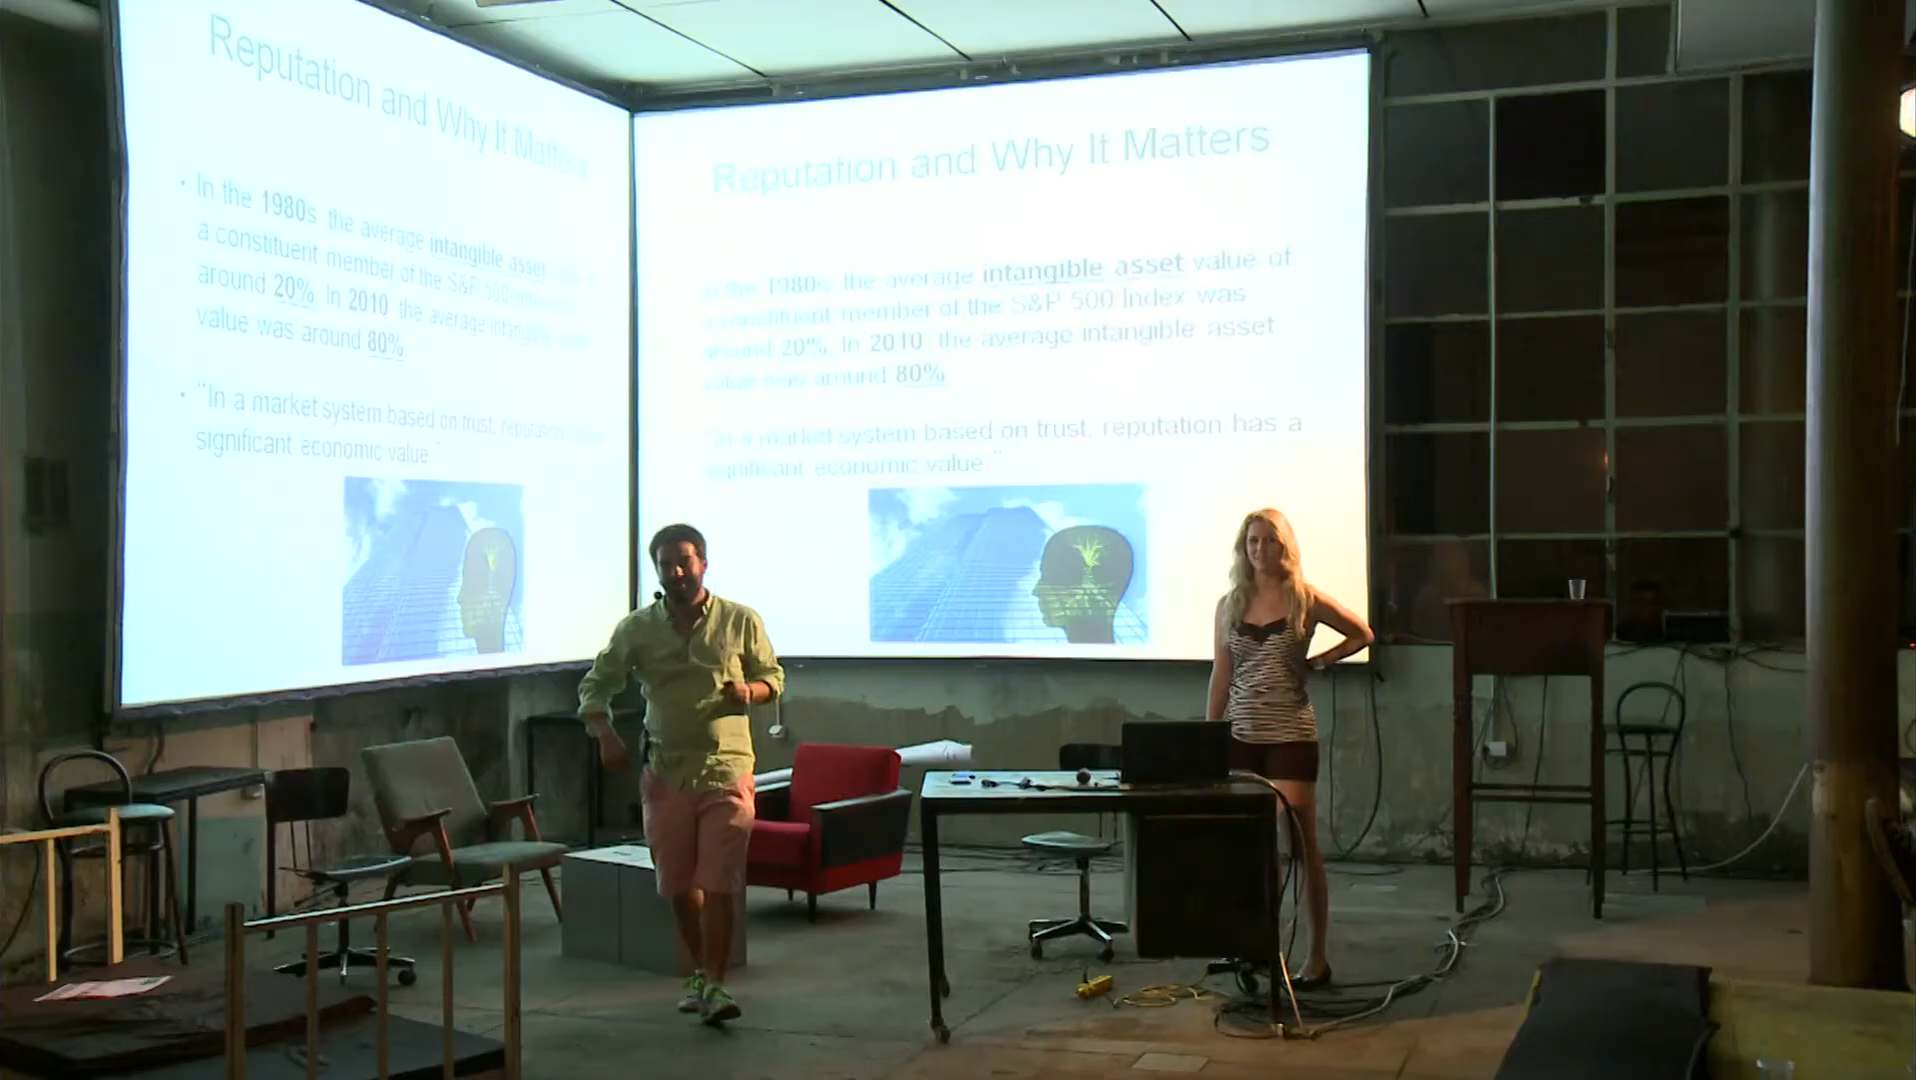 Reputation and Why It Matters
• In the 1980s the average intangible asset
a constituent member of the S&P 500
around 20%. In 2010 the average
value was around 80%
• "In a market system based on trust, reputation
significant economic value."
Reputation and Why It Matters
In the 1980s the average intangible asset value of
a constituent member of the S&P 500 Index was
around 20%. In 2010 the average intangible asset
value was around 80%
"In a market system based on trust, reputation has a
significant economic value."